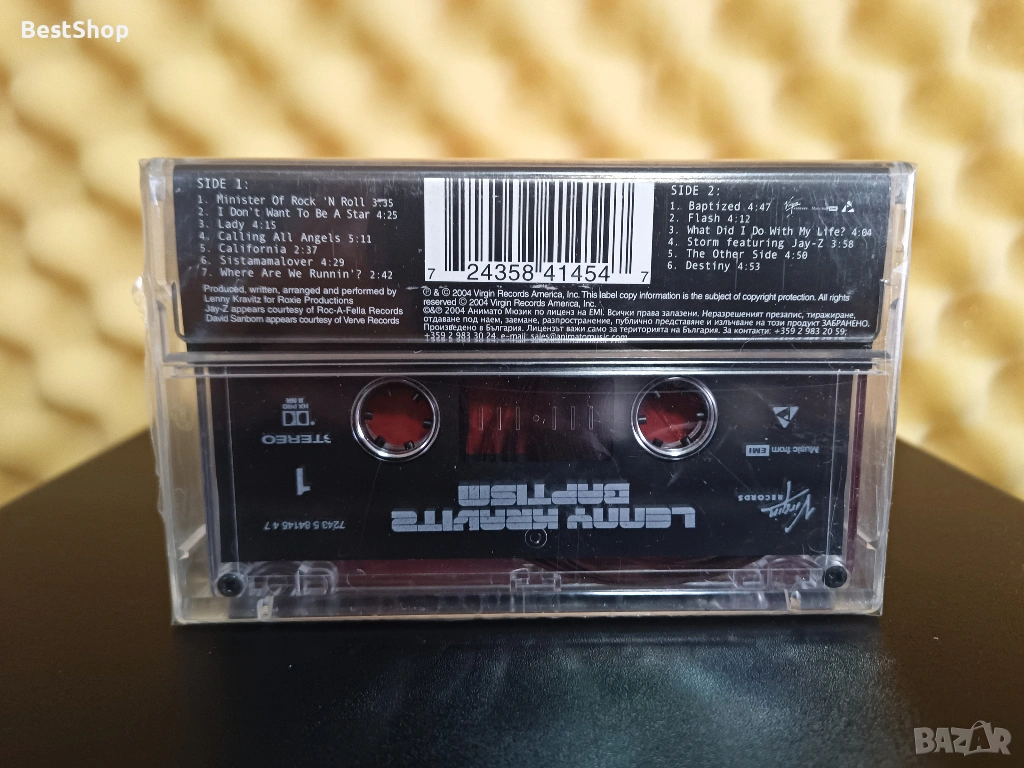 BestShop
SIDE 1:
1. Minister Of Rock 'N Roll 3:35
2. I Don't Want To Be A Star 4:25
3. Lady 4:15
4. Calling All Angels 5:11
5. California 2:37
6. Sistamamalover 4:29
7. Where Are We Runnin'? 2:42
Produced, written, arranged and performed by
Lenny Kravitz for Roxie Productions
Jay-Z appears courtesy of Roc-A-Fella Records
David Sanborn appears courtesy of Verve Records
7 24358 41454 7
SIDE 2:
1. Baptized 4:47
2. Flash 4:12
3. What Did I Do With My Life? 4:04
4. Storm featuring Jay-Z 3:58
5. The Other Side 4:50
6. Destiny 4:53
℗ & © 2004 Virgin Records America, Inc. This label copy information is the subject of copyright protection. All rights
reserved © 2004 Virgin Records America, Inc.
©&℗ 2004 Анимато Мюзик по лиценз на EMI. Всички права запазени. Неразрешеният презапис, тиражиране,
отдаване под наем, заемане, разпространение, публично представяне и излъчване на този продукт ЗАБРАНЕНО.
Произведено в България. Лицензът важи само за територията на България. За контакти: +359 2 983 20 59;
+359 2 983 30 24, e-mail: sales@animatomusic.com
HX PRO
B NR
STEREO
1
7243 5 84145 4 7
LENNY KRAVITZ
BAPTISM
Music from EMI
Virgin
RECORDS
BAZAR